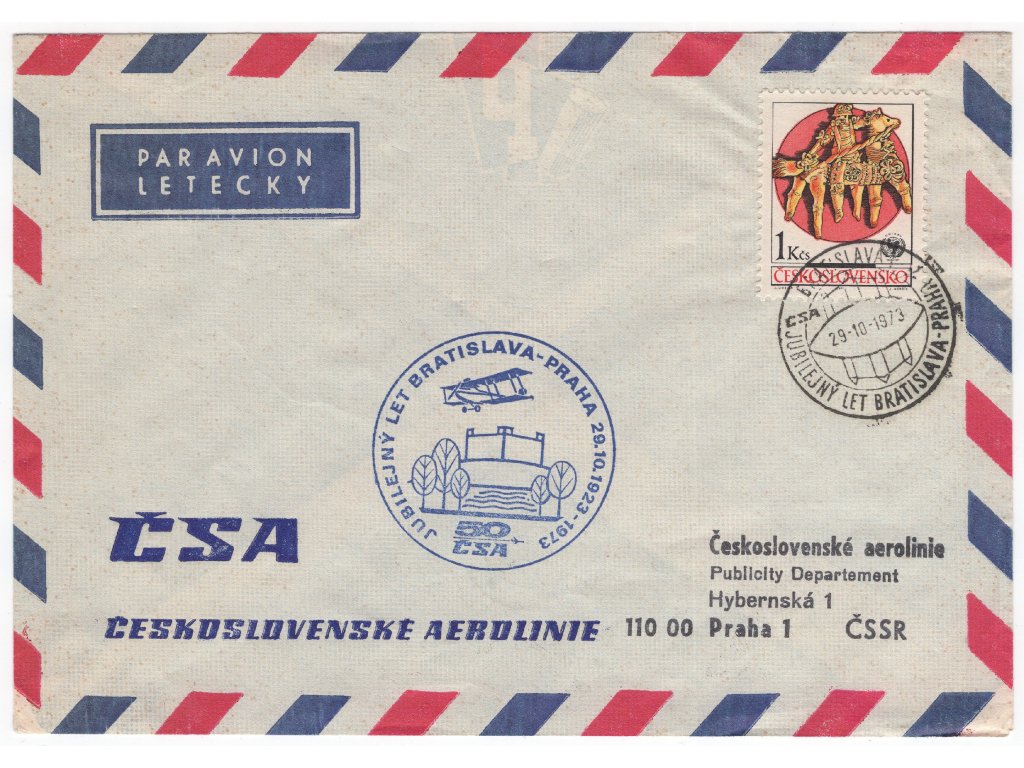 PAR AVION
LETECKY
1 Kčs
ČESKOSLOVENSKO
BRATISLAVA 1
ČSA
29-10-1973
JUBILEJNÝ LET BRATISLAVA-PRAHA
JUBILEJNÝ LET BRATISLAVA-PRAHA 29.10.1923-1973
50
ČSA
ČSA
ČESKOSLOVENSKÉ AEROLINIE
Československé aerolinie
Publicity Departement
Hybernská 1
110 00 Praha 1 ČSSR